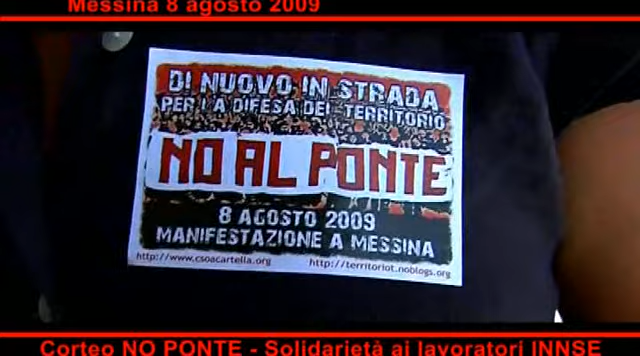 Messina 8 agosto 2009
DI NUOVO IN STRADA
PER LA DIFESA DEL TERRITORIO
NO AL PONTE
8 AGOSTO 2009
MANIFESTAZIONE A MESSINA
http://www.csoacartella.org http://territoriot.noblogs.org
Corteo NO PONTE - Solidarietà ai lavoratori INNSE